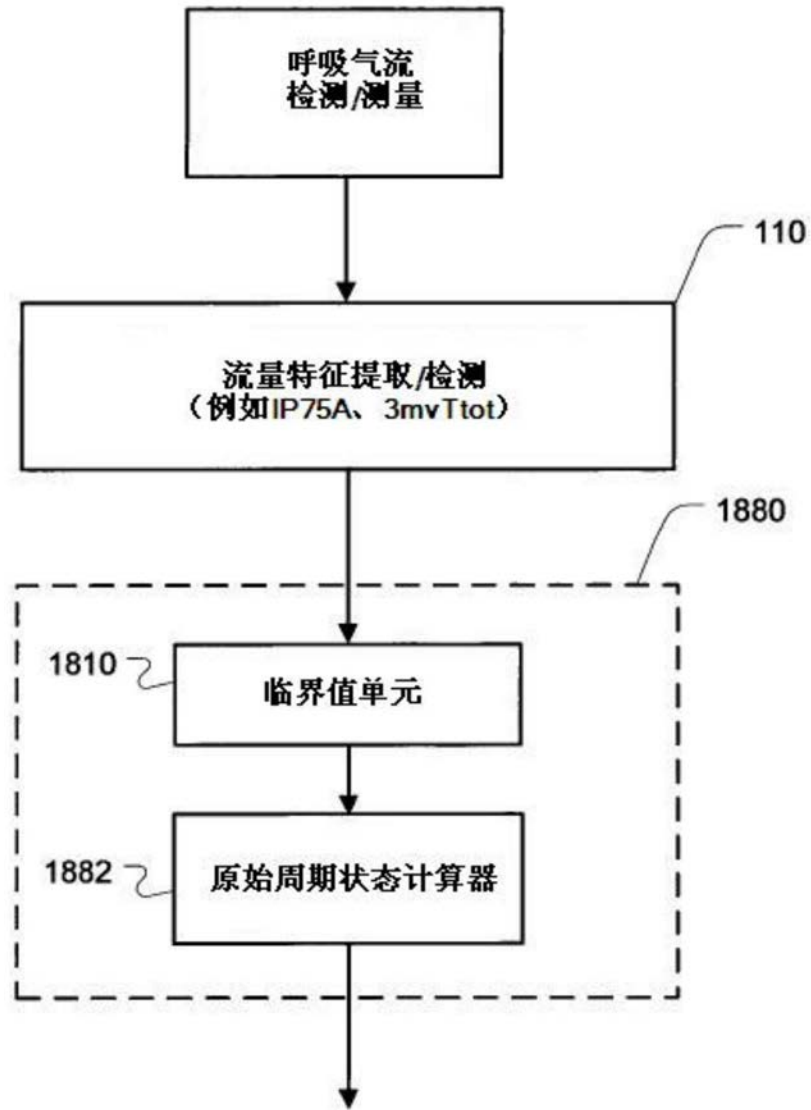 呼吸气流
检测/测量
110
流量特征提取/检测
（例如IP75A、3mvTtot）
1880
1810
临界值单元
1882
原始周期状态计算器